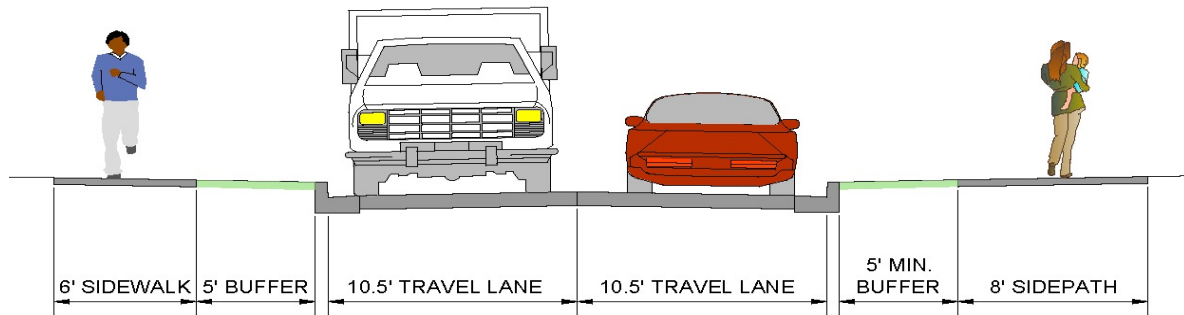 6' SIDEWALK
5' BUFFER
10.5' TRAVEL LANE
10.5' TRAVEL LANE
5' MIN.
BUFFER
8' SIDEPATH